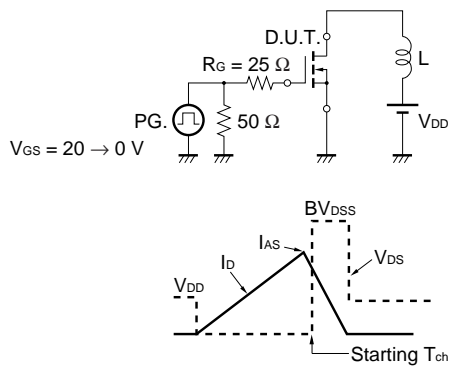 D.U.T.
RG = 25 Ω
L
PG.
50 Ω
VDD
VGS = 20 → 0 V
BVDSS
IAS
ID
VDS
VDD
Starting Tch